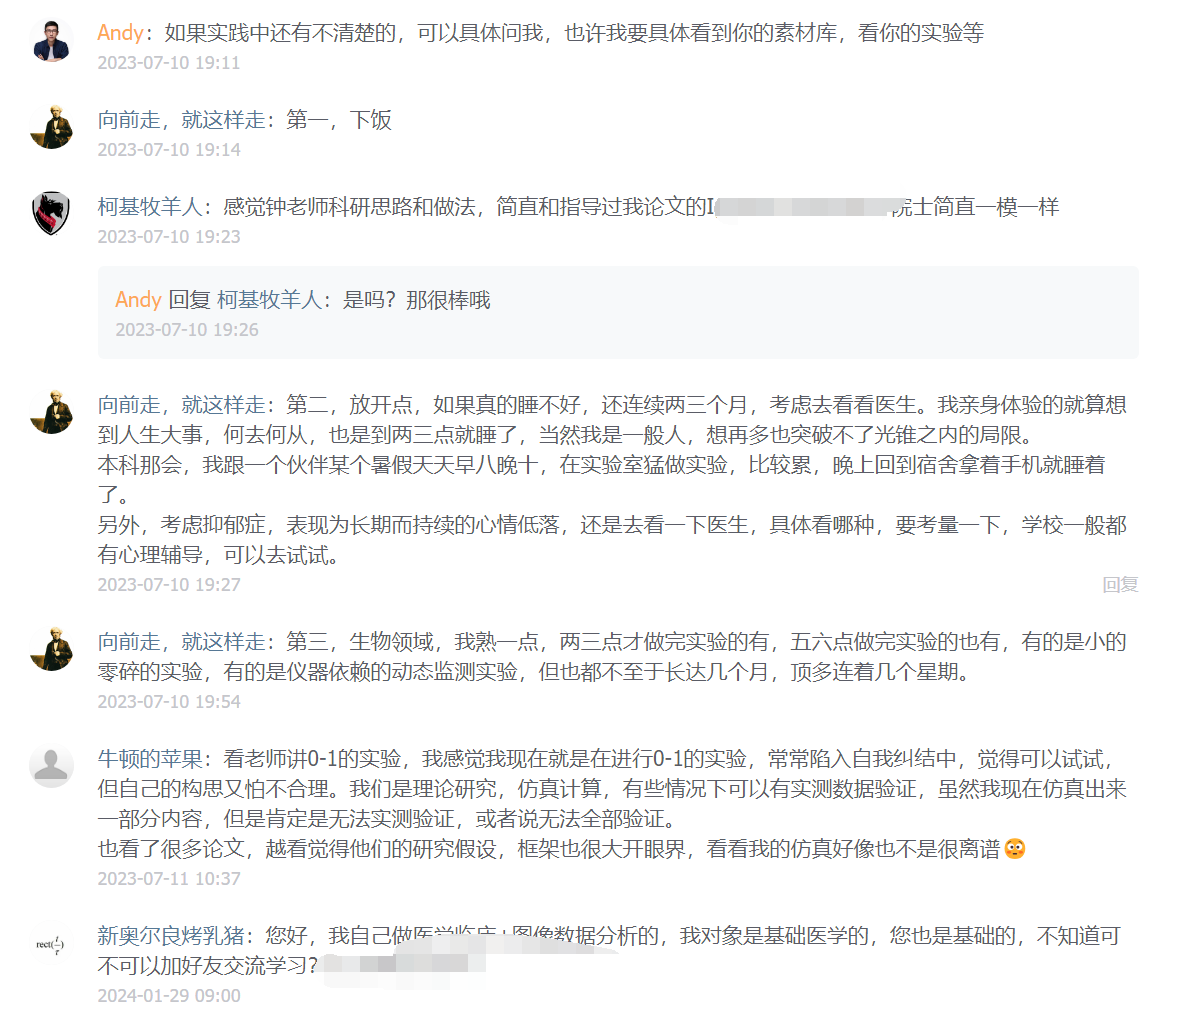 Andy：如果实践中还有不清楚的，可以具体问我，也许我要具体看到你的素材库，看你的实验等
2023-07-10 19:11
向前走，就这样走：第一，下饭
2023-07-10 19:14
柯基牧羊人：感觉钟老师科研思路和做法，简直和指导过我论文的 院士简直一模一样
2023-07-10 19:23
Andy 回复 柯基牧羊人：是吗？那很棒哦
2023-07-10 19:26
向前走，就这样走：第二，放开点，如果真的睡不好，还连续两三个月，考虑去看看医生。我亲身体验的就算想
到人生大事，何去何从，也是到两三点就睡了，当然我是一般人，想再多也突破不了光锥之内的局限。
本科那会，我跟一个伙伴某个暑假天天早八晚十，在实验室猛做实验，比较累，晚上回到宿舍拿着手机就睡着
了。
另外，考虑抑郁症，表现为长期而持续的心情低落，还是去看一下医生，具体看哪种，要考量一下，学校一般都
有心理辅导，可以去试试。
2023-07-10 19:27
回复
向前走，就这样走：第三，生物领域，我熟一点，两三点才做完实验的有，五六点做完实验的也有，有的是小的
零碎的实验，有的是仪器依赖的动态监测实验，但也都不至于长达几个月，顶多连着几个星期。
2023-07-10 19:54
牛顿的苹果：看老师讲0-1的实验，我感觉我现在就是在进行0-1的实验，常常陷入自我纠结中，觉得可以试试，
但自己的构思又怕不合理。我们是理论研究，仿真计算，有些情况下可以有实测数据验证，虽然我现在仿真出来
一部分内容，但是肯定是无法实测验证，或者说无法全部验证。
也看了很多论文，越看觉得他们的研究假设，框架也很大开眼界，看看我的仿真好像也不是很离谱😳
2023-07-11 10:37
rect(t/τ)
新奥尔良烤乳猪：您好，我自己做医学临床+图像数据分析的，我对象是基础医学的，您也是基础的，不知道可
不可以加好友交流学习？
2024-01-29 09:00